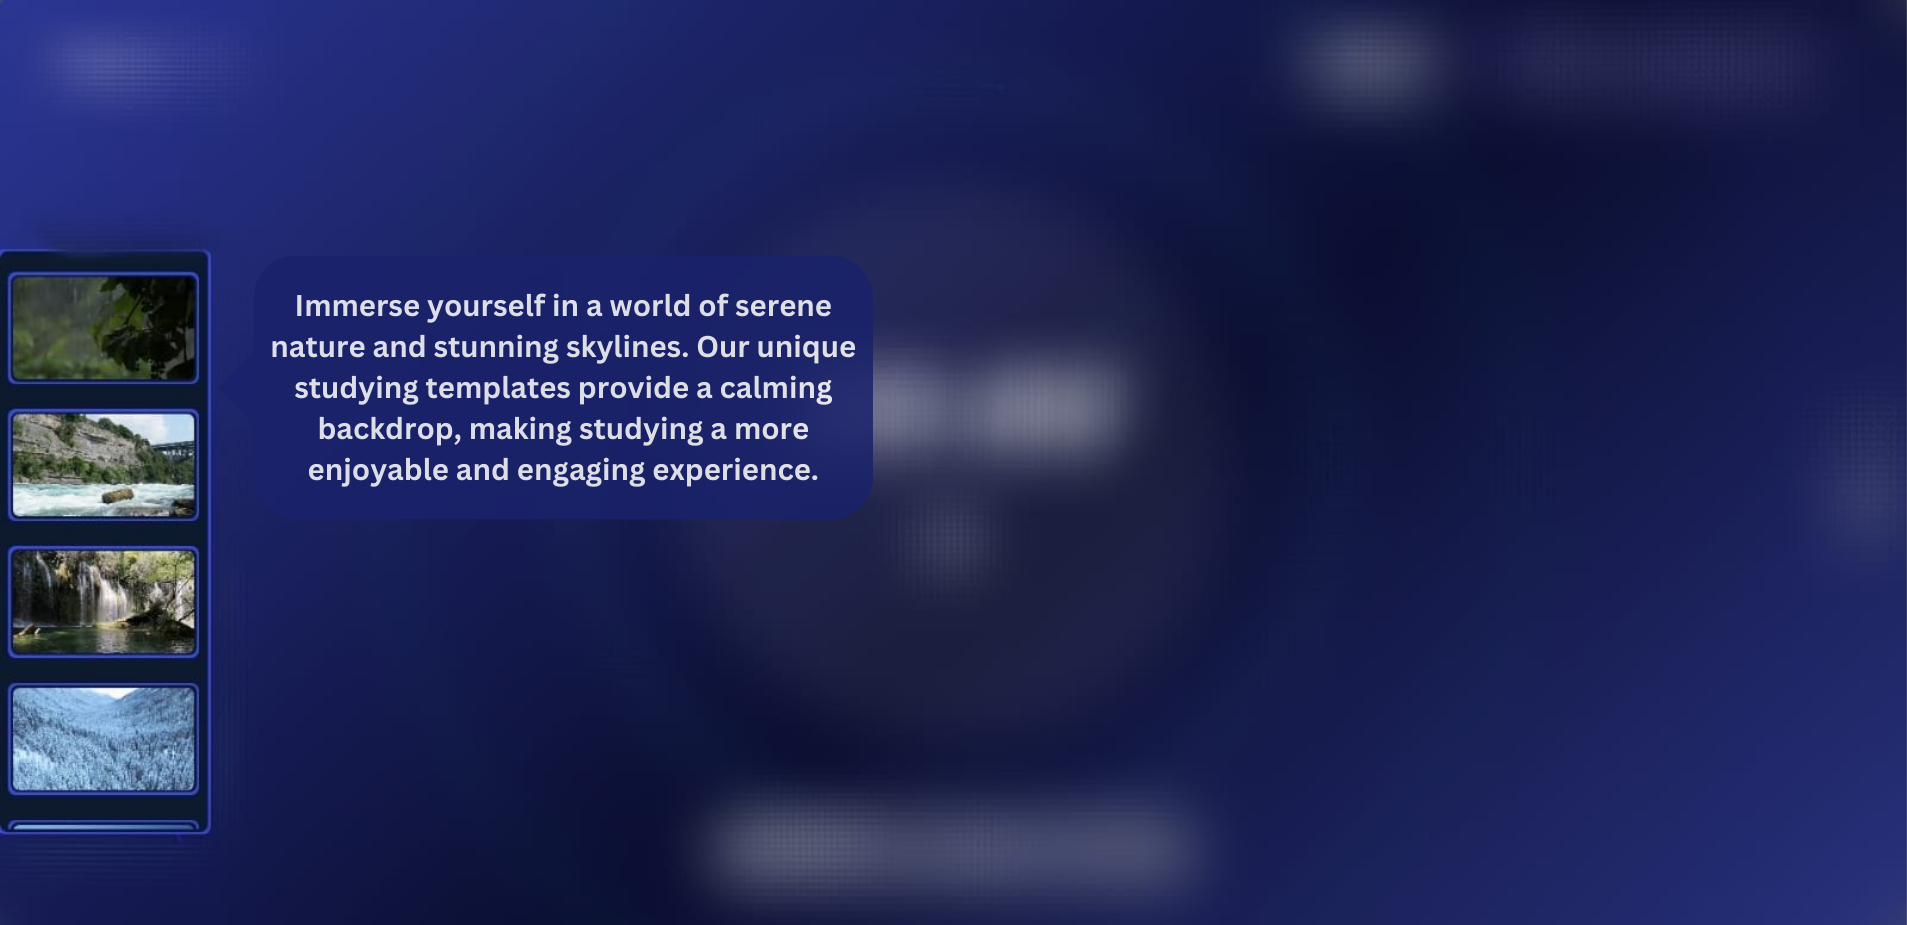 Immerse yourself in a world of serene
nature and stunning skylines. Our unique
studying templates provide a calming
backdrop, making studying a more
enjoyable and engaging experience.